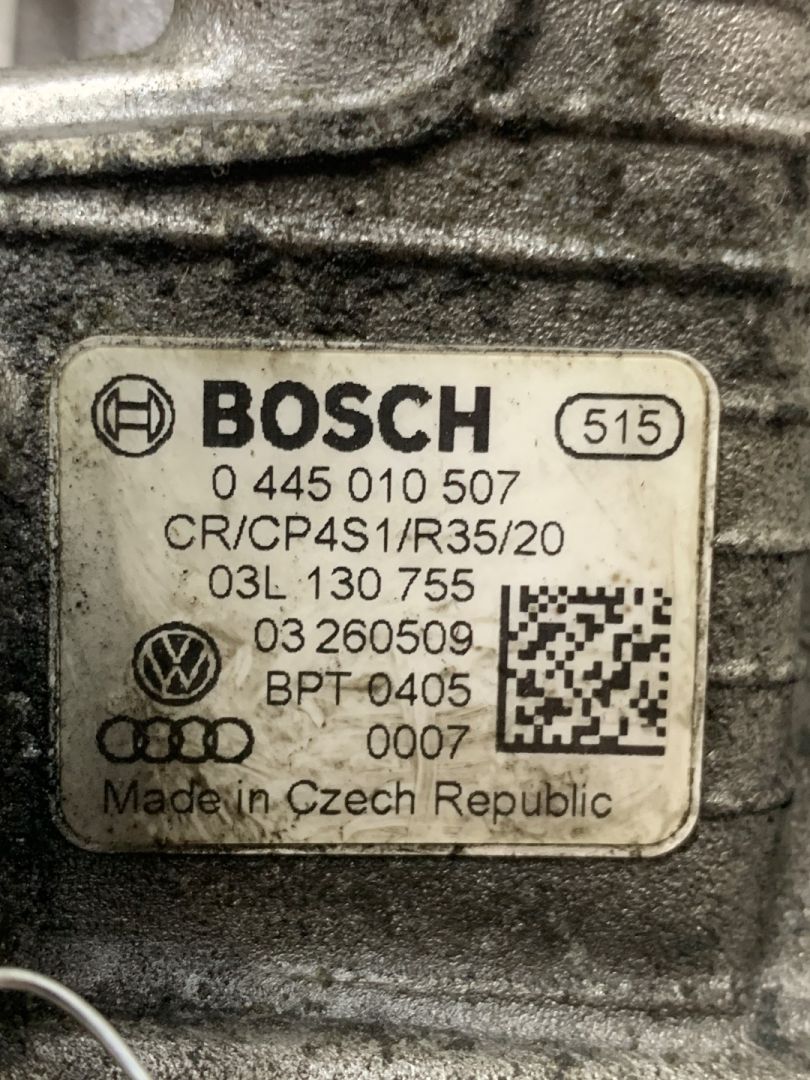 BOSCH 515
0 445 010 507
CR/CP4S1/R35/20
03L 130 755
03 260509
BPT 0405
0007
Made in Czech Republic